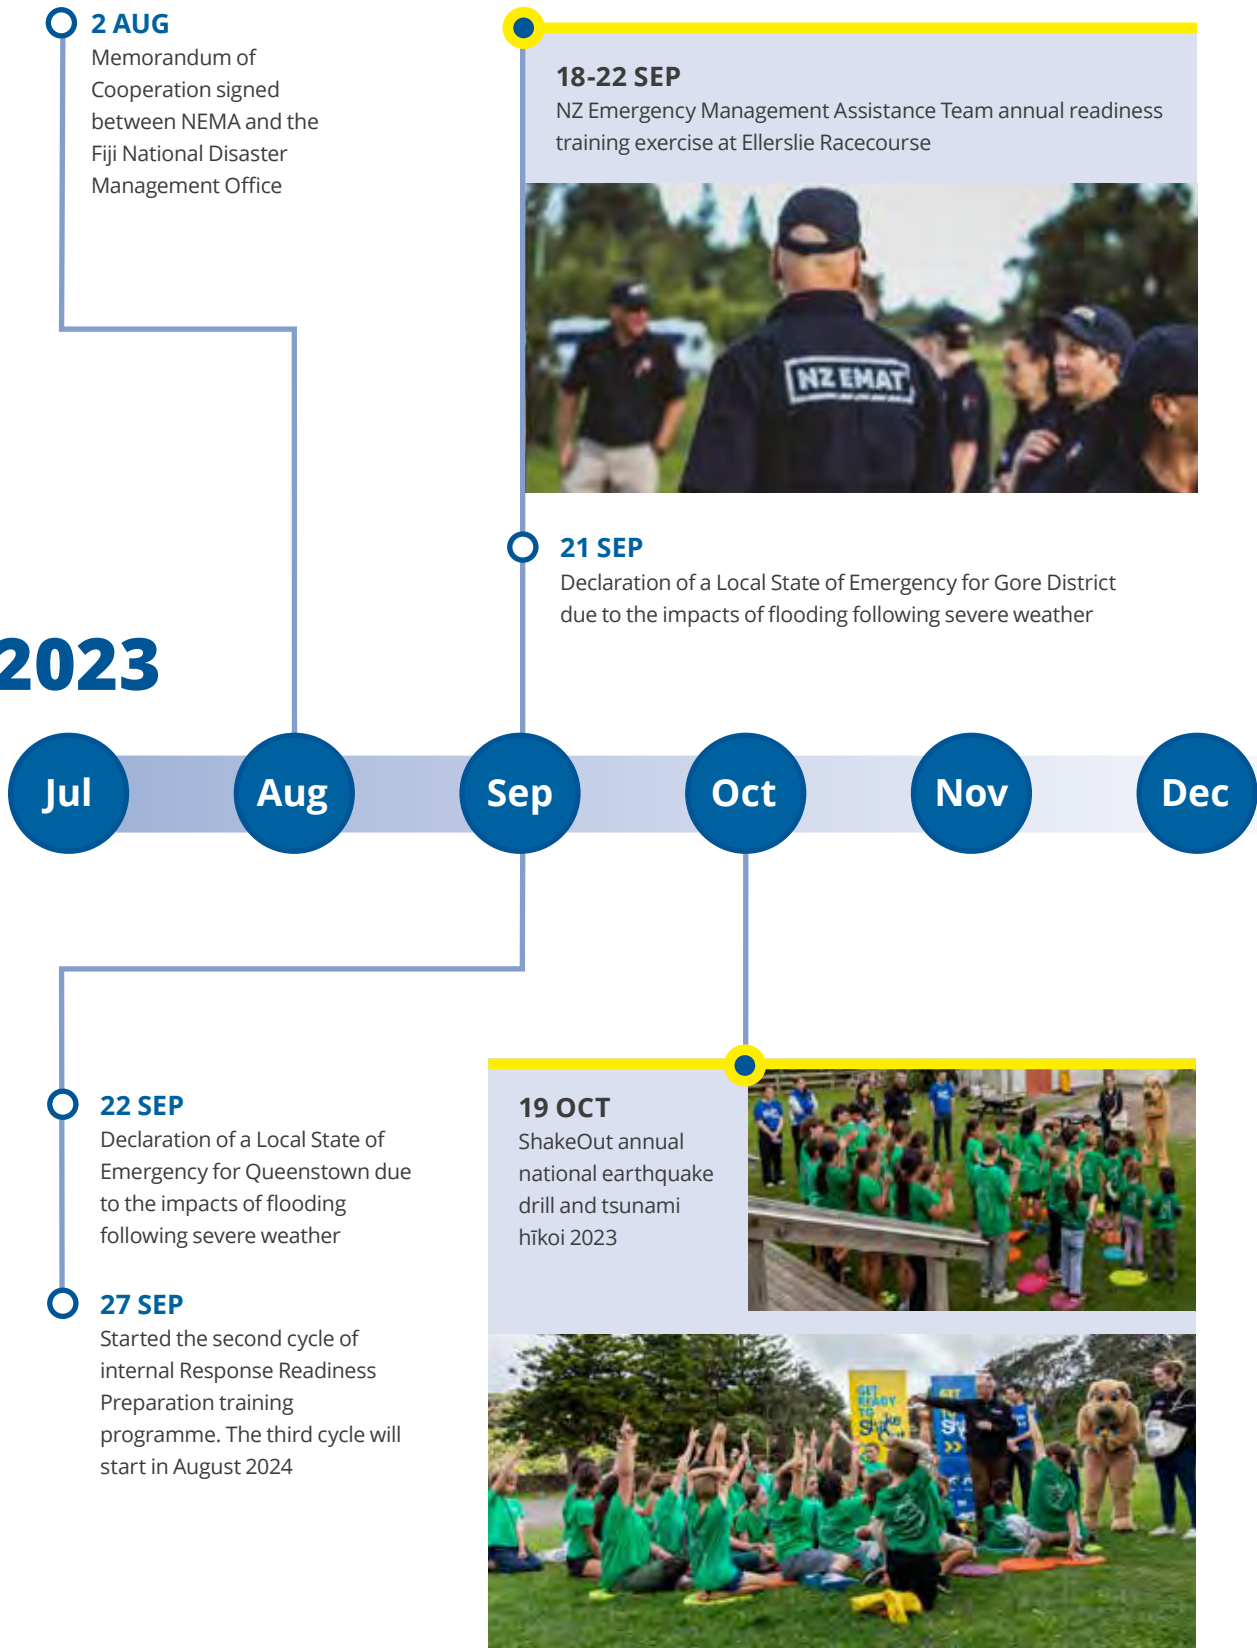 2 AUG
Memorandum of
Cooperation signed
between NEMA and the
Fiji National Disaster
Management Office
18-22 SEP
NZ Emergency Management Assistance Team annual readiness
training exercise at Ellerslie Racecourse
NZ EMAT
21 SEP
Declaration of a Local State of Emergency for Gore District
due to the impacts of flooding following severe weather
2023
Jul
Aug
Sep
Oct
Nov
Dec
22 SEP
Declaration of a Local State of
Emergency for Queenstown due
to the impacts of flooding
following severe weather
27 SEP
Started the second cycle of
internal Response Readiness
Preparation training
programme. The third cycle will
start in August 2024
19 OCT
ShakeOut annual
national earthquake
drill and tsunami
hīkoi 2023
GET
READY
TO
GET